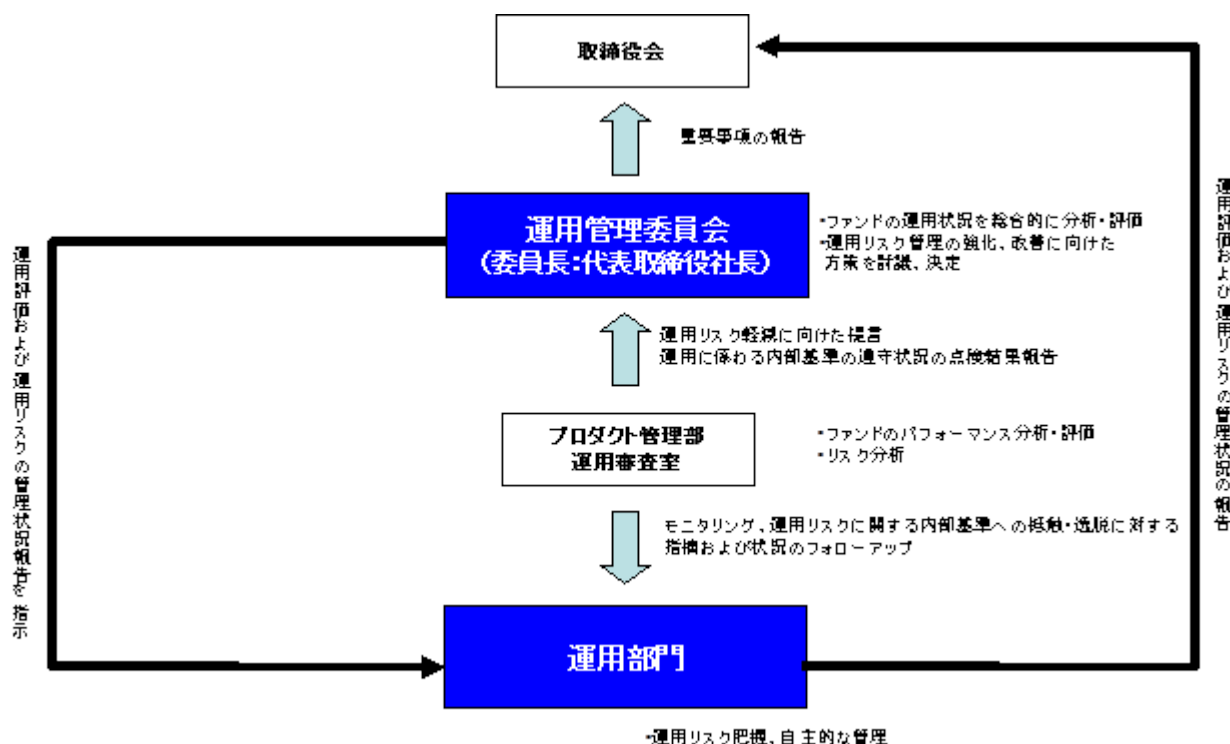 取締役会
重要事項の報告
運用管理委員会
(委員長:代表取締役社長)
・ファンドの運用状況を総合的に分析・評価
・運用リスク管理の強化、改善に向けた
方策を討議、決定
運用リスク軽減に向けた提言
運用に係わる内部基準の遵守状況の点検結果報告
プロダクト管理部
運用審査室
・ファンドのパフォーマンス分析・評価
・リスク分析
モニタリング、運用リスクに関する内部基準への抵触・逸脱に対する
指摘および状況のフォローアップ
運用部門
・運用リスク把握、自主的な管理
運用評価および運用リスクの管理状況報告を指示
運用評価および運用リスクの管理状況の報告